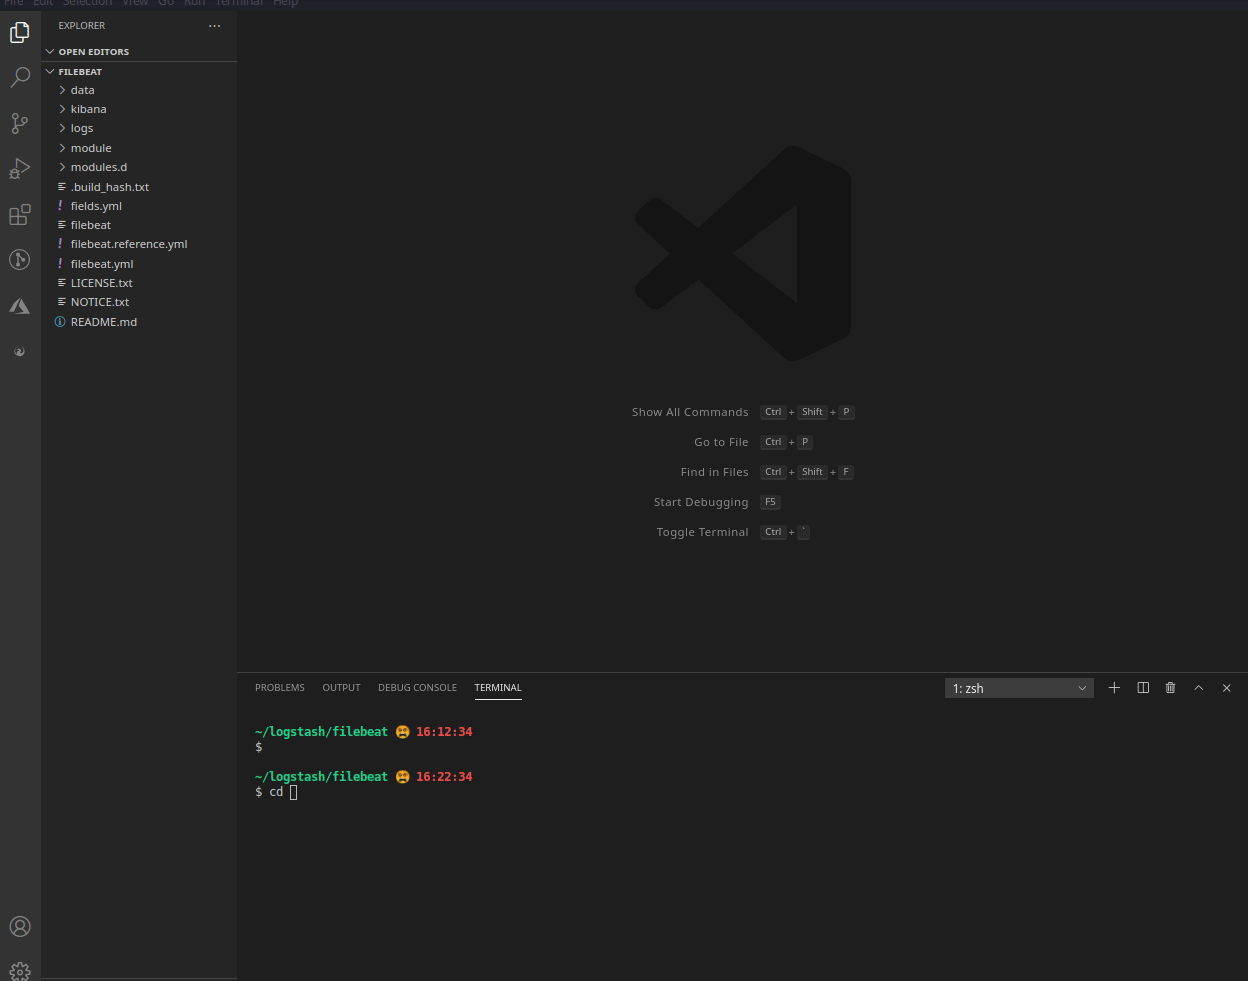 File Edit Selection View Go Run Terminal Help
EXPLORER
OPEN EDITORS
FILEBEAT
data
kibana
logs
module
modules.d
.build_hash.txt
fields.yml
filebeat
filebeat.reference.yml
filebeat.yml
LICENSE.txt
NOTICE.txt
README.md
Show All Commands Ctrl + Shift + P
Go to File Ctrl + P
Find in Files Ctrl + Shift + F
Start Debugging F5
Toggle Terminal Ctrl + `
PROBLEMS OUTPUT DEBUG CONSOLE TERMINAL 1: zsh
~/logstash/filebeat 16:12:34
$
~/logstash/filebeat 16:22:34
$ cd